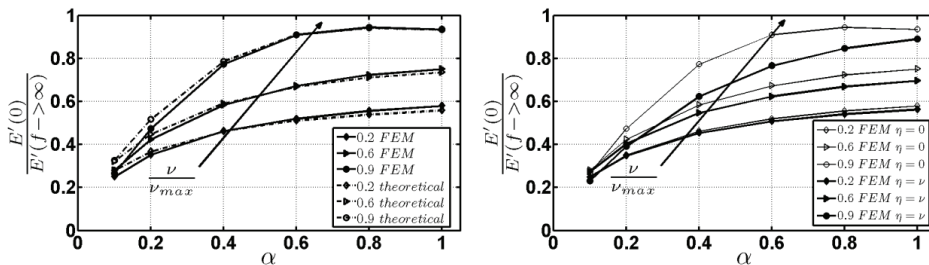 1
0.8
0.6
0.4
0.2
0
E′(0)
E′(f->∞)
0.2 FEM
0.6 FEM
0.9 FEM
0.2 theoretical
0.6 theoretical
0.9 theoretical
ν
ν_max
0 0.2 0.4 0.6 0.8 1
α
1
0.8
0.6
0.4
0.2
0
E′(0)
E′(f->∞)
0.2 FEM η = 0
0.6 FEM η = 0
0.9 FEM η = 0
0.2 FEM η = ν
0.6 FEM η = ν
0.9 FEM η = ν
ν
ν_max
0 0.2 0.4 0.6 0.8 1
α